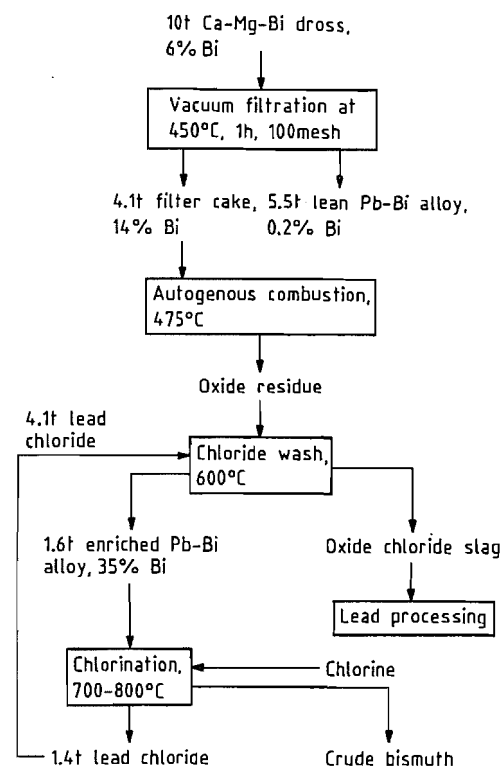 10t Ca-Mg-Bi dross,
6% Bi
Vacuum filtration at
450°C, 1h, 100mesh
4.1t filter cake,
14% Bi
5.5t lean Pb-Bi alloy,
0.2% Bi
Autogenous combustion,
475°C
Oxide residue
4.1t lead
chloride
Chloride wash,
600°C
1.6t enriched Pb-Bi
alloy, 35% Bi
Oxide chloride slag
Lead processing
Chlorination,
700-800°C
Chlorine
1.4t lead chloride
Crude bismuth